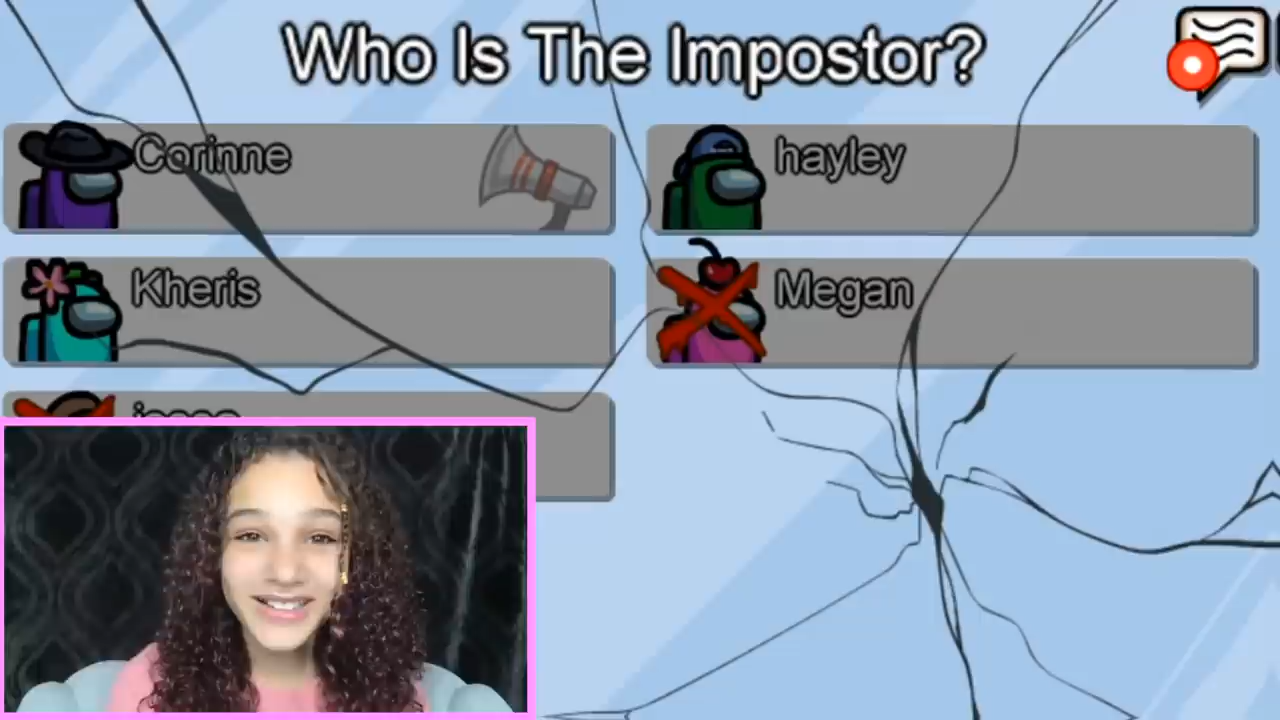 Who Is The Impostor?
Corinne
hayley
Kheris
Megan